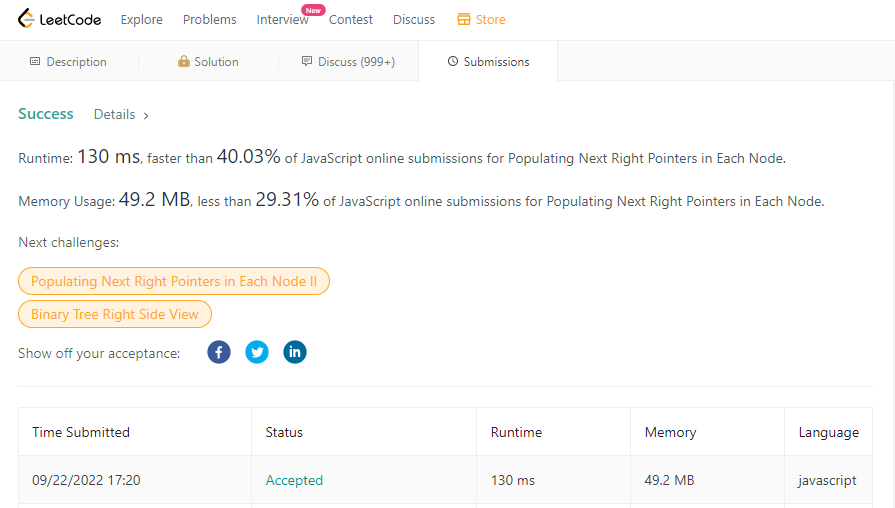 LeetCode Explore Problems Interview New Contest Discuss Store
Description Solution Discuss (999+) Submissions
Success Details >
Runtime: 130 ms, faster than 40.03% of JavaScript online submissions for Populating Next Right Pointers in Each Node.
Memory Usage: 49.2 MB, less than 29.31% of JavaScript online submissions for Populating Next Right Pointers in Each Node.
Next challenges:
Populating Next Right Pointers in Each Node II
Binary Tree Right Side View
Show off your acceptance:
Time Submitted Status Runtime Memory Language
09/22/2022 17:20 Accepted 130 ms 49.2 MB javascript